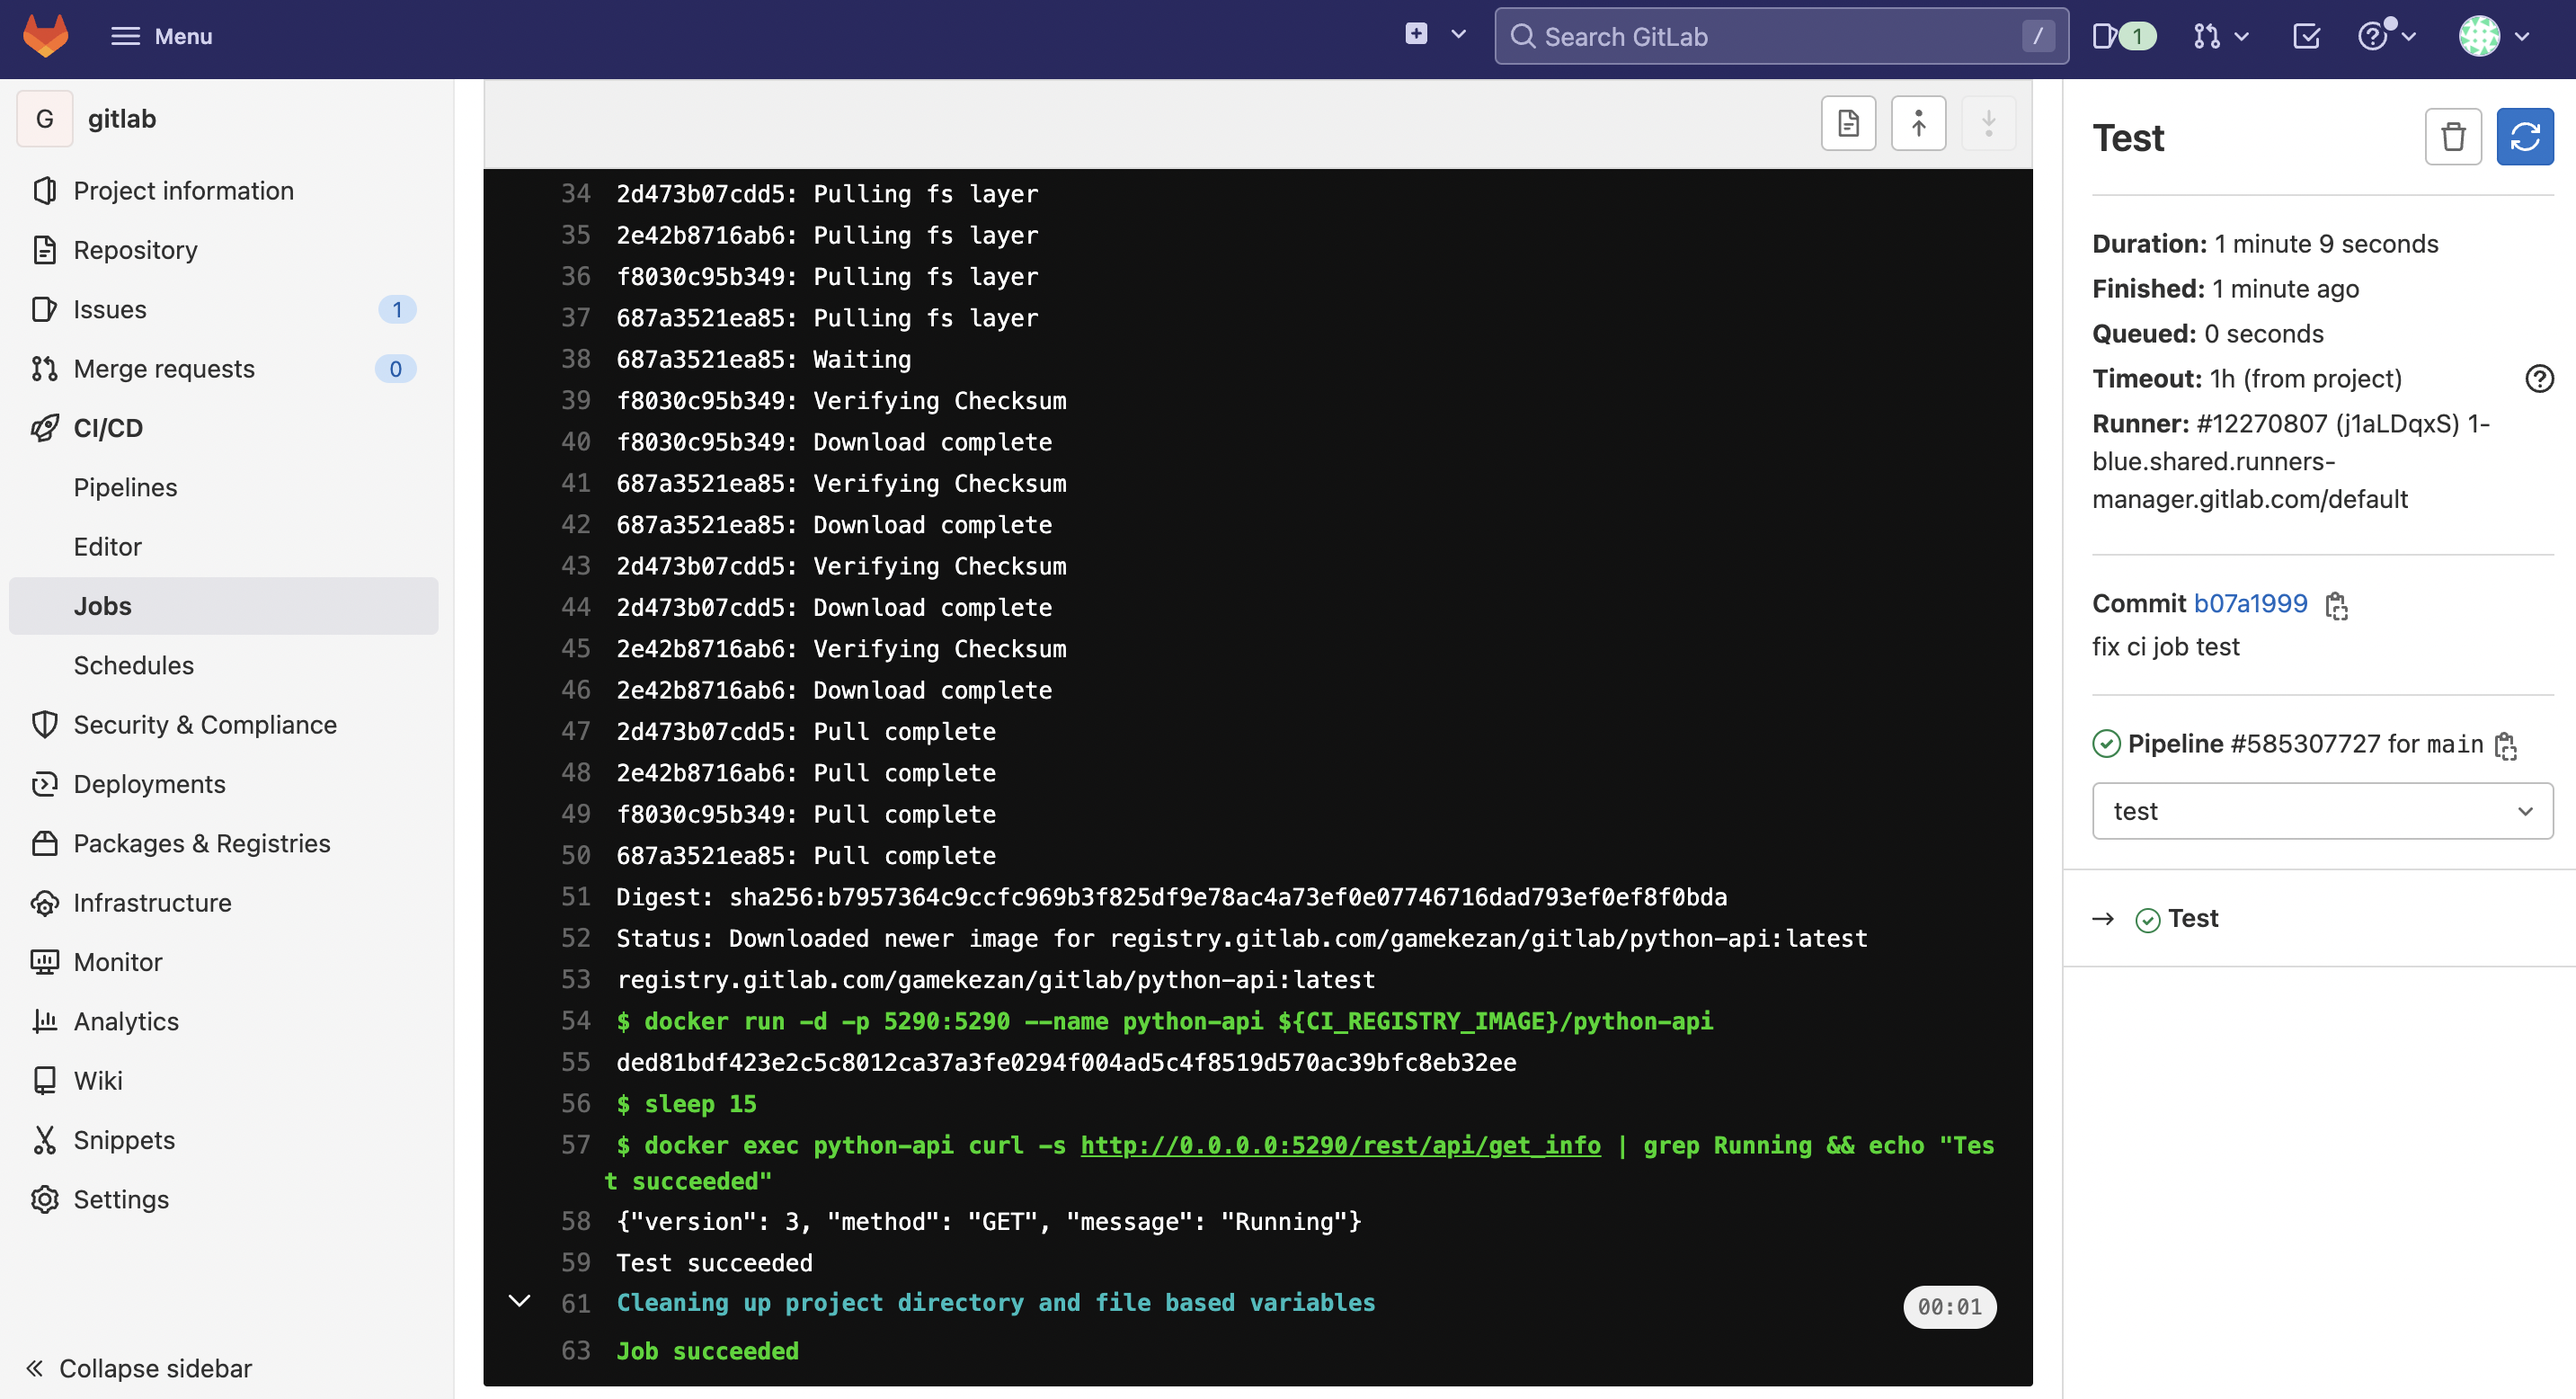 Menu
Search GitLab
/
1
G gitlab
Project information
Repository
Issues 1
Merge requests 0
CI/CD
Pipelines
Editor
Jobs
Schedules
Security & Compliance
Deployments
Packages & Registries
Infrastructure
Monitor
Analytics
Wiki
Snippets
Settings
Collapse sidebar
34 2d473b07cdd5: Pulling fs layer
35 2e42b8716ab6: Pulling fs layer
36 f8030c95b349: Pulling fs layer
37 687a3521ea85: Pulling fs layer
38 687a3521ea85: Waiting
39 f8030c95b349: Verifying Checksum
40 f8030c95b349: Download complete
41 687a3521ea85: Verifying Checksum
42 687a3521ea85: Download complete
43 2d473b07cdd5: Verifying Checksum
44 2d473b07cdd5: Download complete
45 2e42b8716ab6: Verifying Checksum
46 2e42b8716ab6: Download complete
47 2d473b07cdd5: Pull complete
48 2e42b8716ab6: Pull complete
49 f8030c95b349: Pull complete
50 687a3521ea85: Pull complete
51 Digest: sha256:b7957364c9ccfc969b3f825df9e78ac4a73ef0e07746716dad793ef0ef8f0bda
52 Status: Downloaded newer image for registry.gitlab.com/gamekezan/gitlab/python-api:latest
53 registry.gitlab.com/gamekezan/gitlab/python-api:latest
54 $ docker run -d -p 5290:5290 --name python-api ${CI_REGISTRY_IMAGE}/python-api
55 ded81bdf423e2c5c8012ca37a3fe0294f004ad5c4f8519d570ac39bfc8eb32ee
56 $ sleep 15
57 $ docker exec python-api curl -s http://0.0.0.0:5290/rest/api/get_info | grep Running && echo "Tes
t succeeded"
58 {"version": 3, "method": "GET", "message": "Running"}
59 Test succeeded
61 Cleaning up project directory and file based variables 00:01
63 Job succeeded
Test
Duration: 1 minute 9 seconds
Finished: 1 minute ago
Queued: 0 seconds
Timeout: 1h (from project)
Runner: #12270807 (j1aLDqxS) 1-
blue.shared.runners-
manager.gitlab.com/default
Commit b07a1999
fix ci job test
Pipeline #585307727 for main
test
Test